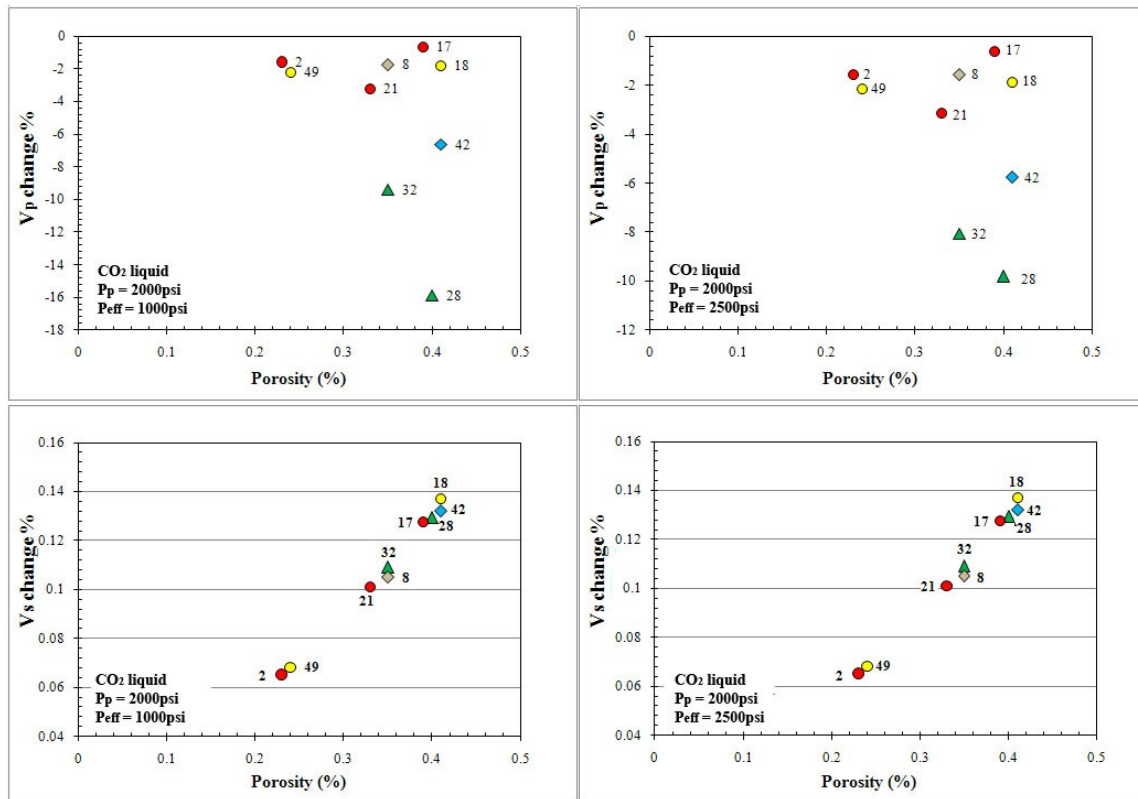 0
-2
-4
-6
-8
-10
-12
-14
-16
-18
Vp change %
2
49
17
8
18
21
42
32
28
CO2 liquid
Pp = 2000psi
Peff = 1000psi
0 0.1 0.2 0.3 0.4 0.5
Porosity (%)
0
-2
-4
-6
-8
-10
-12
Vp change %
2
49
17
8
18
21
42
32
28
CO2 liquid
Pp = 2000psi
Peff = 2500psi
0 0.1 0.2 0.3 0.4 0.5
Porosity (%)
0.16
0.14
0.12
0.1
0.08
0.06
0.04
Vs change %
18
42
17
28
32
8
21
49
2
CO2 liquid
Pp = 2000psi
Peff = 1000psi
0 0.1 0.2 0.3 0.4 0.5
Porosity (%)
0.16
0.14
0.12
0.1
0.08
0.06
0.04
Vs change %
18
42
17
28
32
8
21
49
2
CO2 liquid
Pp = 2000psi
Peff = 2500psi
0 0.1 0.2 0.3 0.4 0.5
Porosity (%)